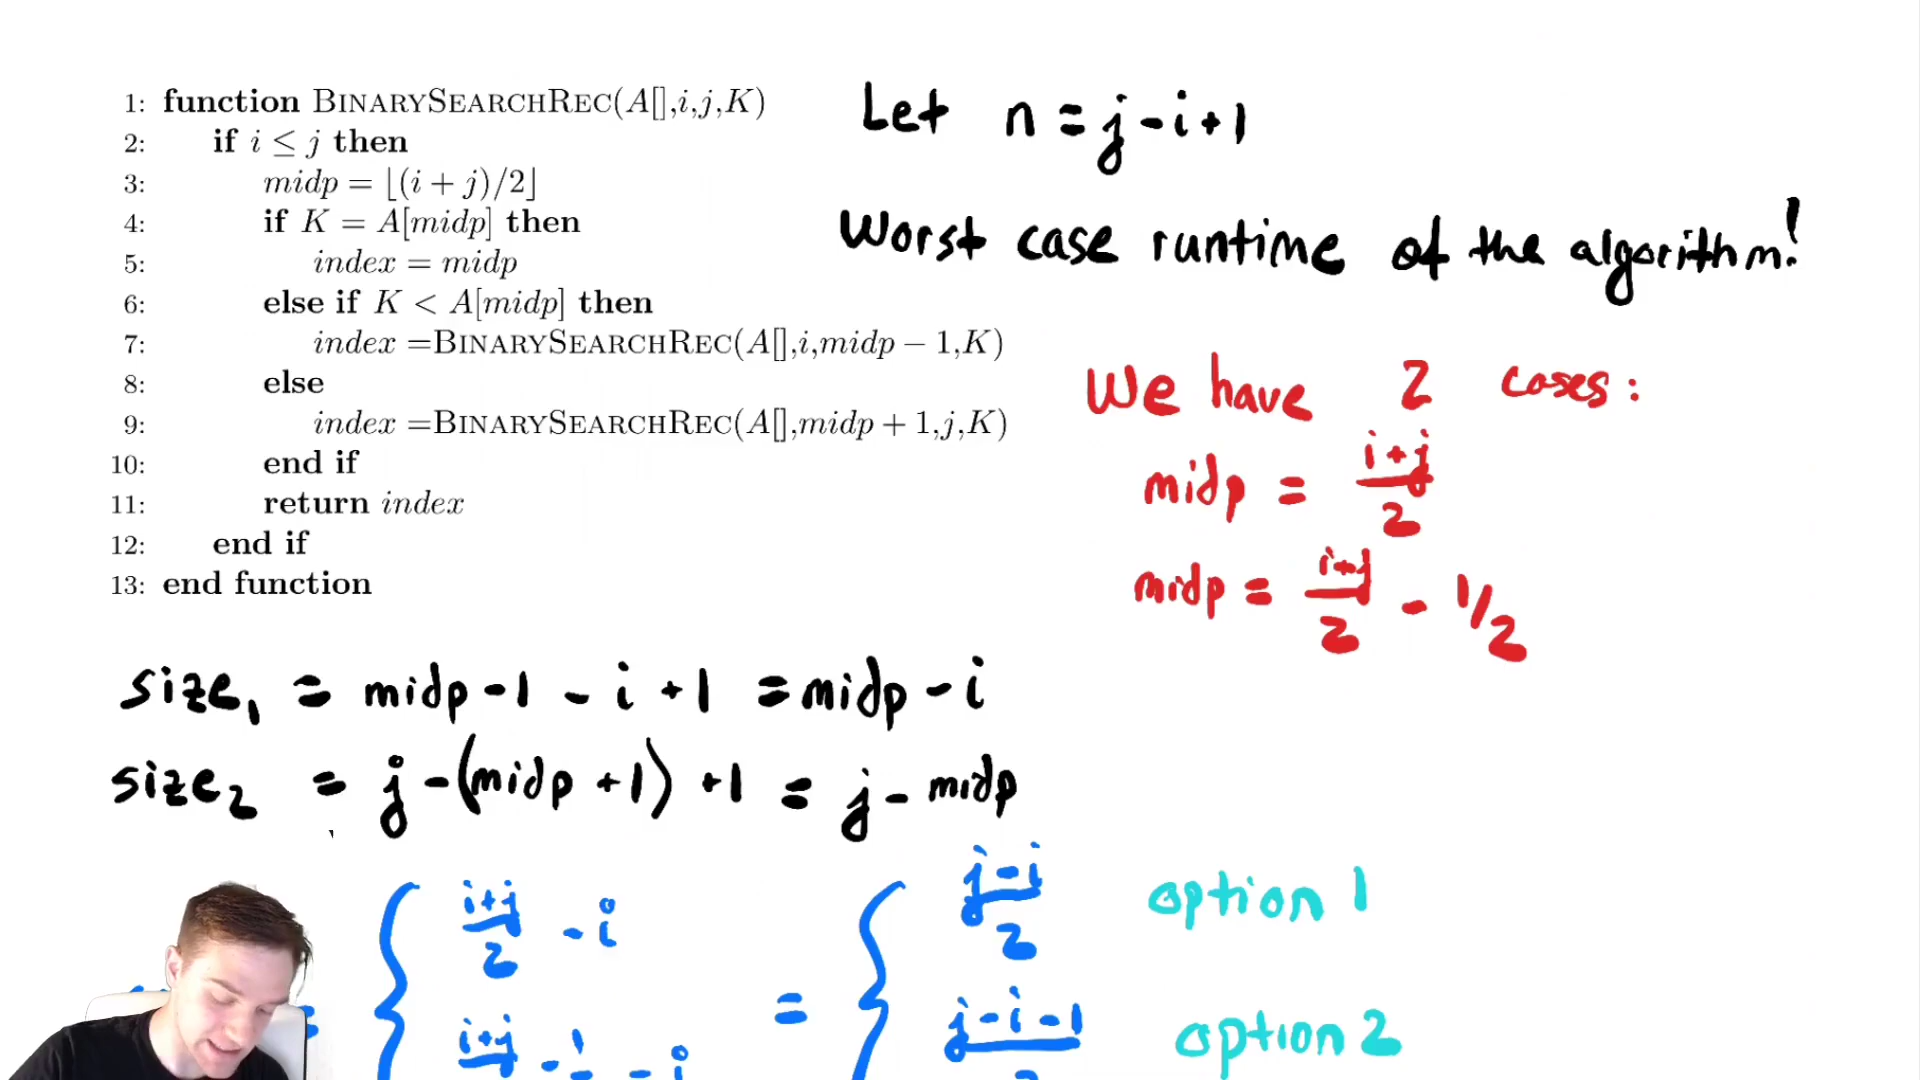 1: function BINARYSEARCHREC(A[],i,j,K)
2: if i ≤ j then
3: midp = ⌊(i + j)/2⌋
4: if K = A[midp] then
5: index = midp
6: else if K < A[midp] then
7: index =BINARYSEARCHREC(A[],i,midp − 1,K)
8: else
9: index =BINARYSEARCHREC(A[],midp + 1,j,K)
10: end if
11: return index
12: end if
13: end function
Let n = j - i + 1
Worst case runtime of the algorithm!
We have 2 cases:
midp = (i+j)/2
midp = (i+j)/2 - 1/2
size₁ = midp - 1 - i + 1 = midp - i
size₂ = j - (midp + 1) + 1 = j - midp
= { (i+j)/2 - i = { (j-i)/2 option 1
i+j - 1 - i j-i-1 option 2